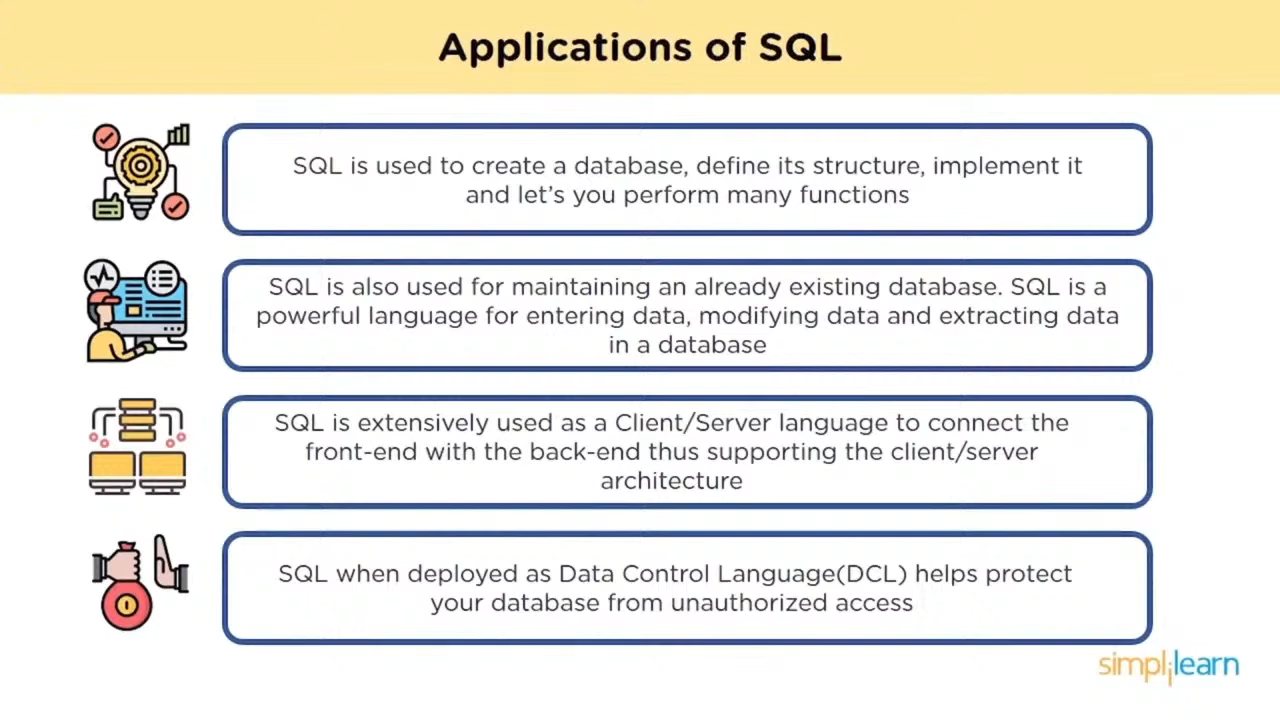 Applications of SQL
SQL is used to create a database, define its structure, implement it
and let's you perform many functions
SQL is also used for maintaining an already existing database. SQL is a
powerful language for entering data, modifying data and extracting data
in a database
SQL is extensively used as a Client/Server language to connect the
front-end with the back-end thus supporting the client/server
architecture
SQL when deployed as Data Control Language(DCL) helps protect
your database from unauthorized access
simplilearn